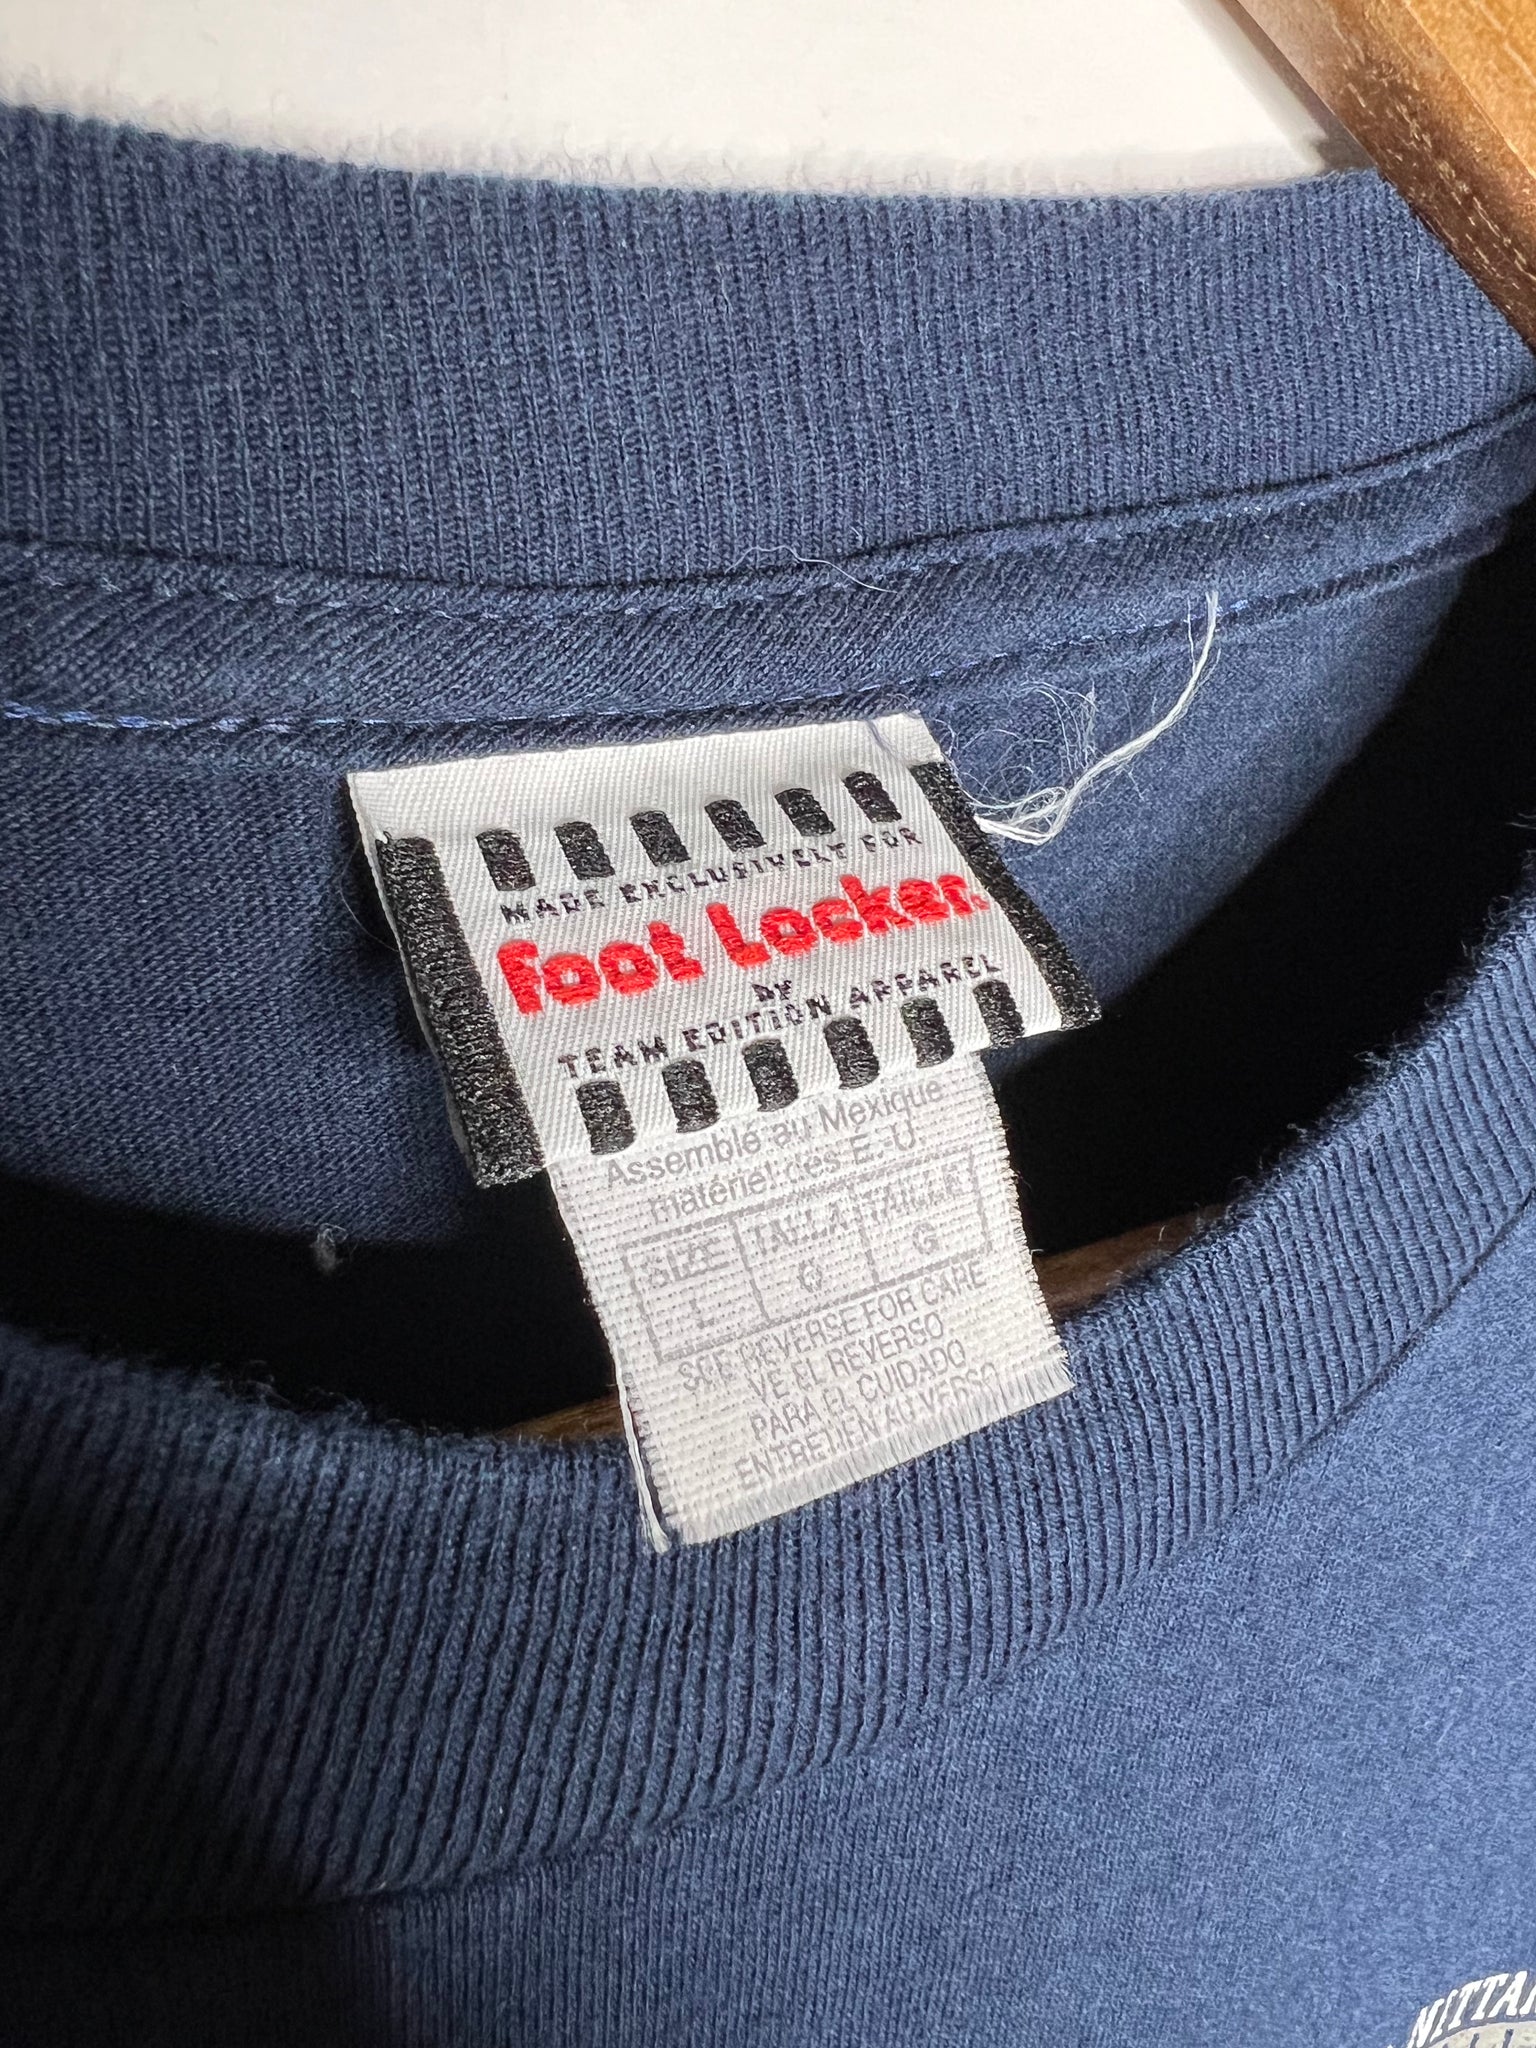 MADE EXCLUSIVELY FOR
Foot Locker.
BY
TEAM EDITION APPAREL
Assemblé au Mexique
matériel des É.-U.
SIZE TALLA TAILLE
L G G
SEE REVERSE FOR CARE
VE EL REVERSO
PARA EL CUIDADO
ENTRETIEN AU VERSO